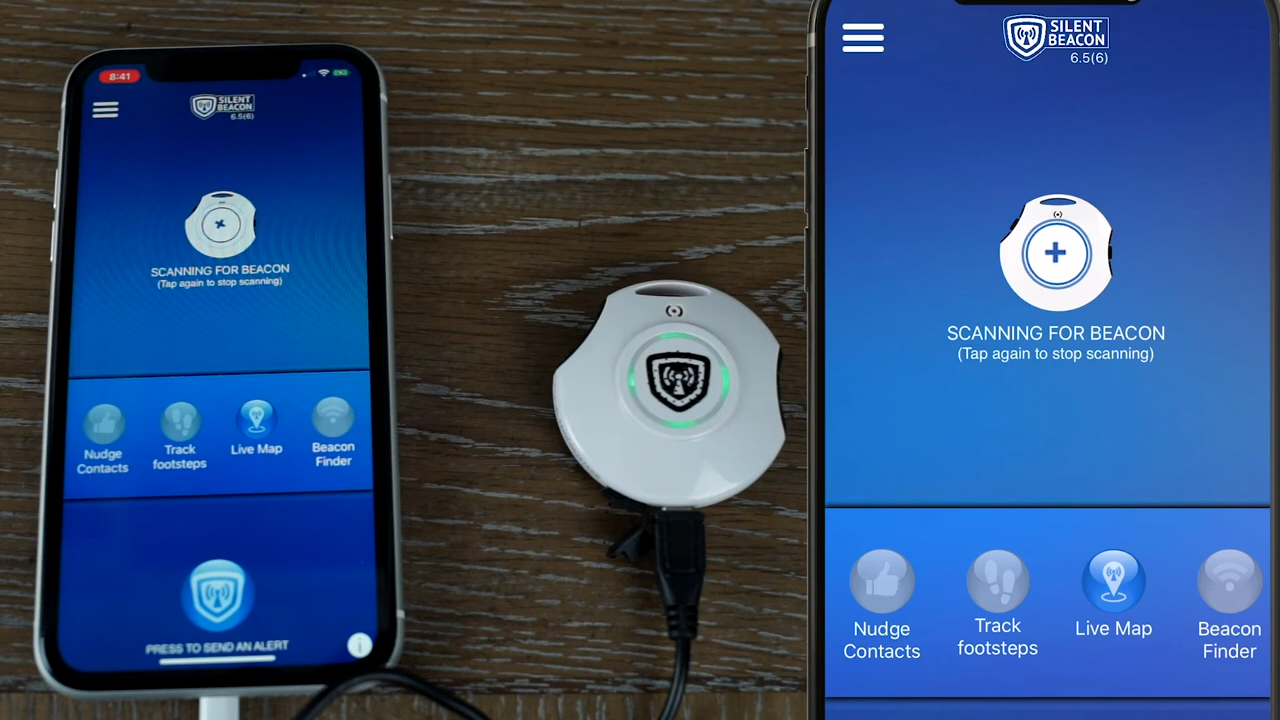 8:41
SILENT
BEACON
6.5(6)
SCANNING FOR BEACON
(Tap again to stop scanning)
Nudge
Contacts
Track
footsteps
Live Map
Beacon
Finder
PRESS TO SEND AN ALERT
i
SILENT
BEACON
6.5(6)
SCANNING FOR BEACON
(Tap again to stop scanning)
Nudge
Contacts
Track
footsteps
Live Map
Beacon
Finder